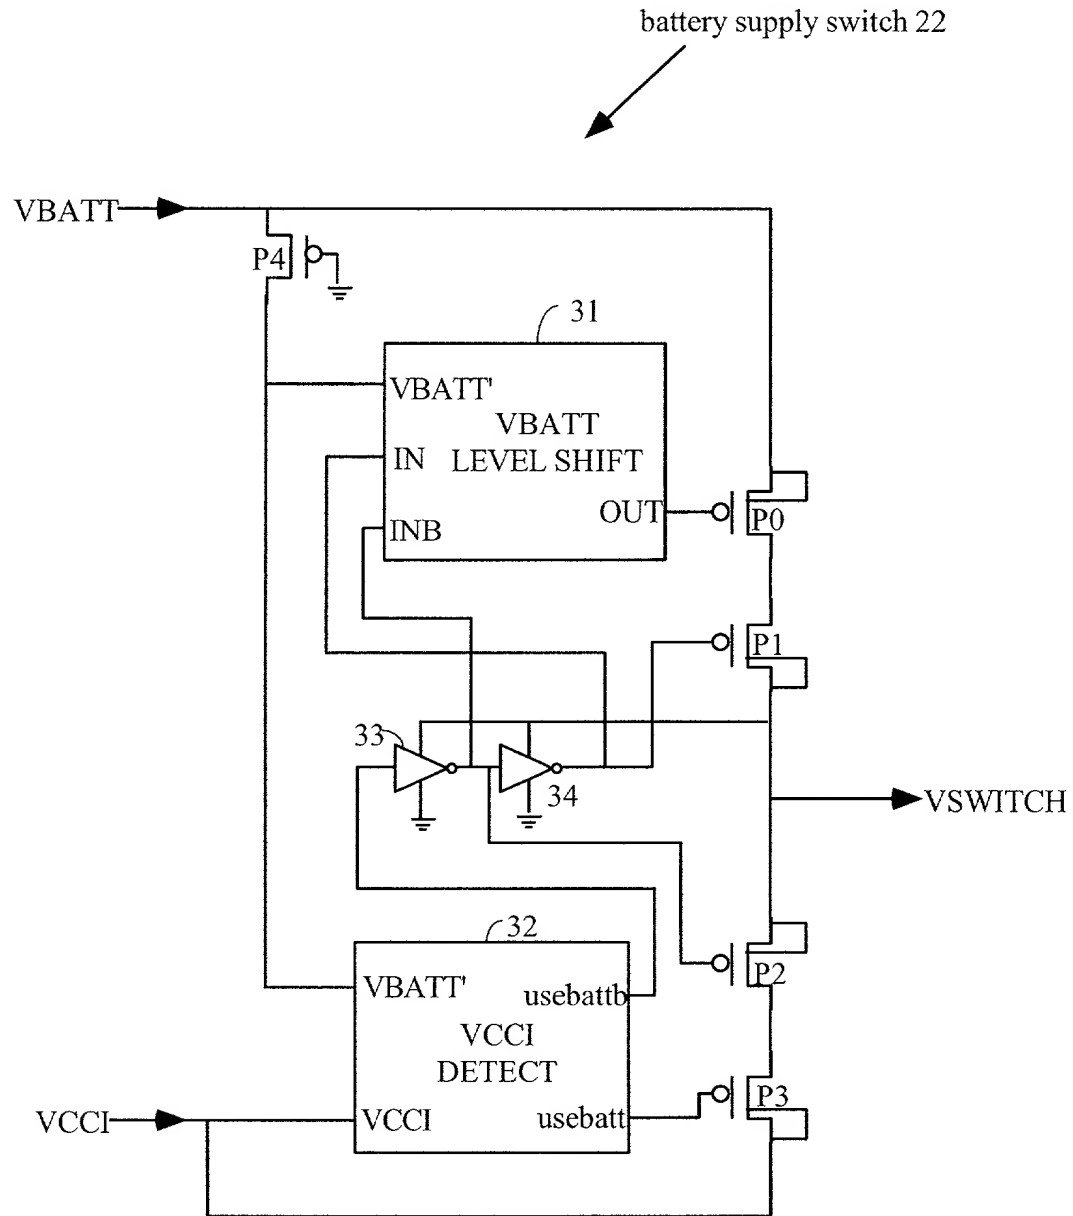 battery supply switch 22
VBATT
P4
31
VBATT'
VBATT
LEVEL SHIFT
IN
OUT
INB
P0
P1
33
34
VSWITCH
32
VBATT'
usebattb
P2
VCCI
DETECT
P3
VCCI
VCCI
usebatt